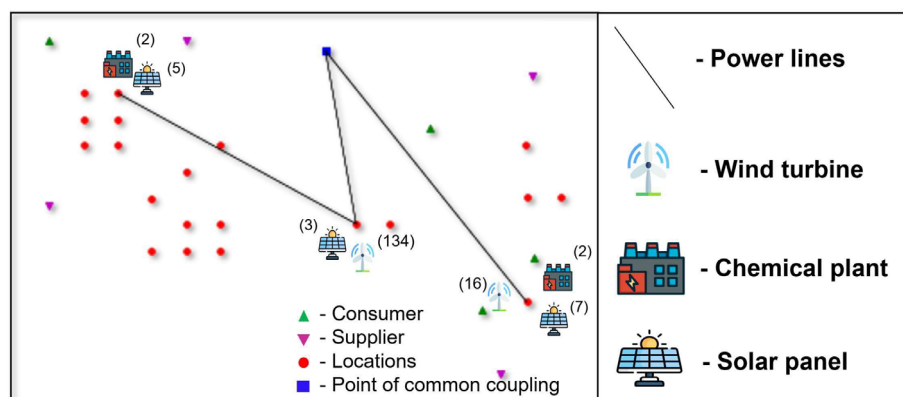 (2)
(5)
(3)
(134)
(16)
(2)
(7)
- Consumer
- Supplier
- Locations
- Point of common coupling
- Power lines
- Wind turbine
- Chemical plant
- Solar panel